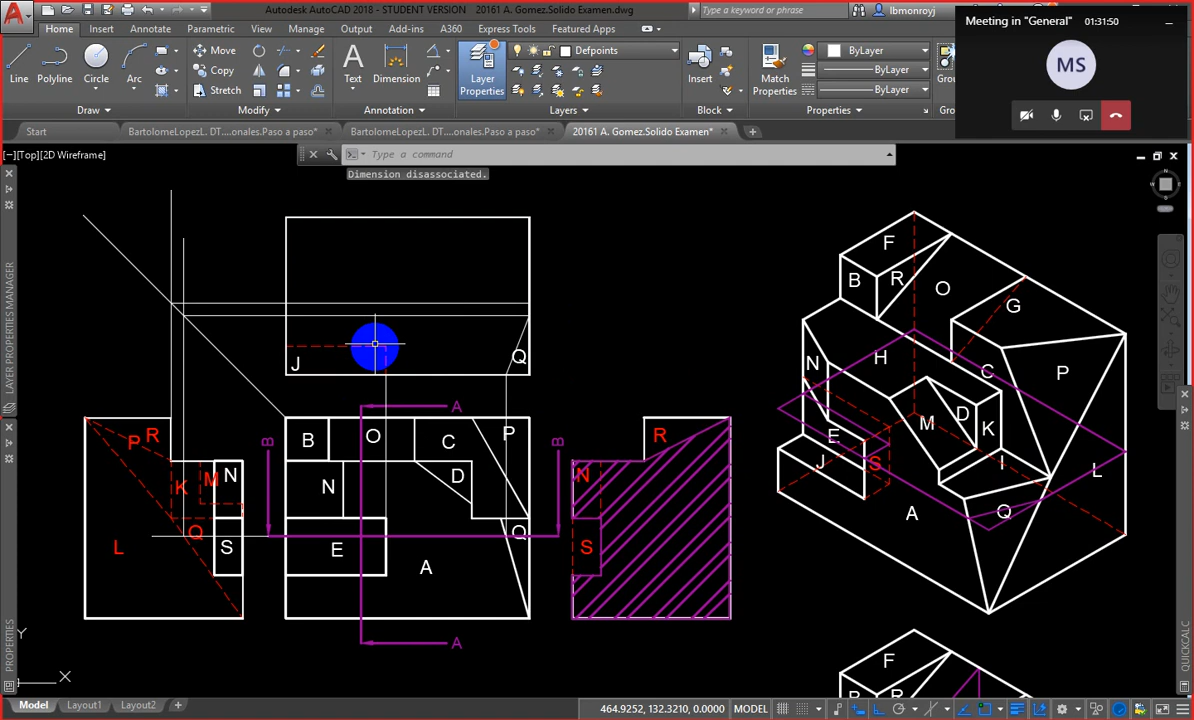 Autodesk AutoCAD 2018 - STUDENT VERSION 20161 A. Gomez.Solido Examen.dwg
Type a keyword or phrase
lbmonroyj
Meeting in "General"
01:31:50
MS
Home Insert Annotate Parametric View Manage Output Add-ins A360 Express Tools Featured Apps
Line Polyline Circle Arc
Move
Copy
Stretch
Text Dimension
Layer
Properties
Defpoints
Insert
Match
Properties
ByLayer
ByLayer
ByLayer
Draw Modify Annotation Layers Block Properties
Start BartolomeLopezL. DT....onales.Paso a paso* BartolomeLopezL. DT....onales.Paso a paso* 20161 A. Gomez.Solido Examen*
[−][Top][2D Wireframe]
Type a command
Dimension disassociated.
LAYER PROPERTIES MANAGER
PROPERTIES
QUICKCALC
J Q
A
P R
K M N
Q
L S
B
B O C P
N D
E Q
A
B
A
R
N
S
F
B R O
G
H C P
N
M D K
E
J S I L
A Q
F
B R
Y
X
Model Layout1 Layout2
464.9252, 132.3210, 0.0000 MODEL